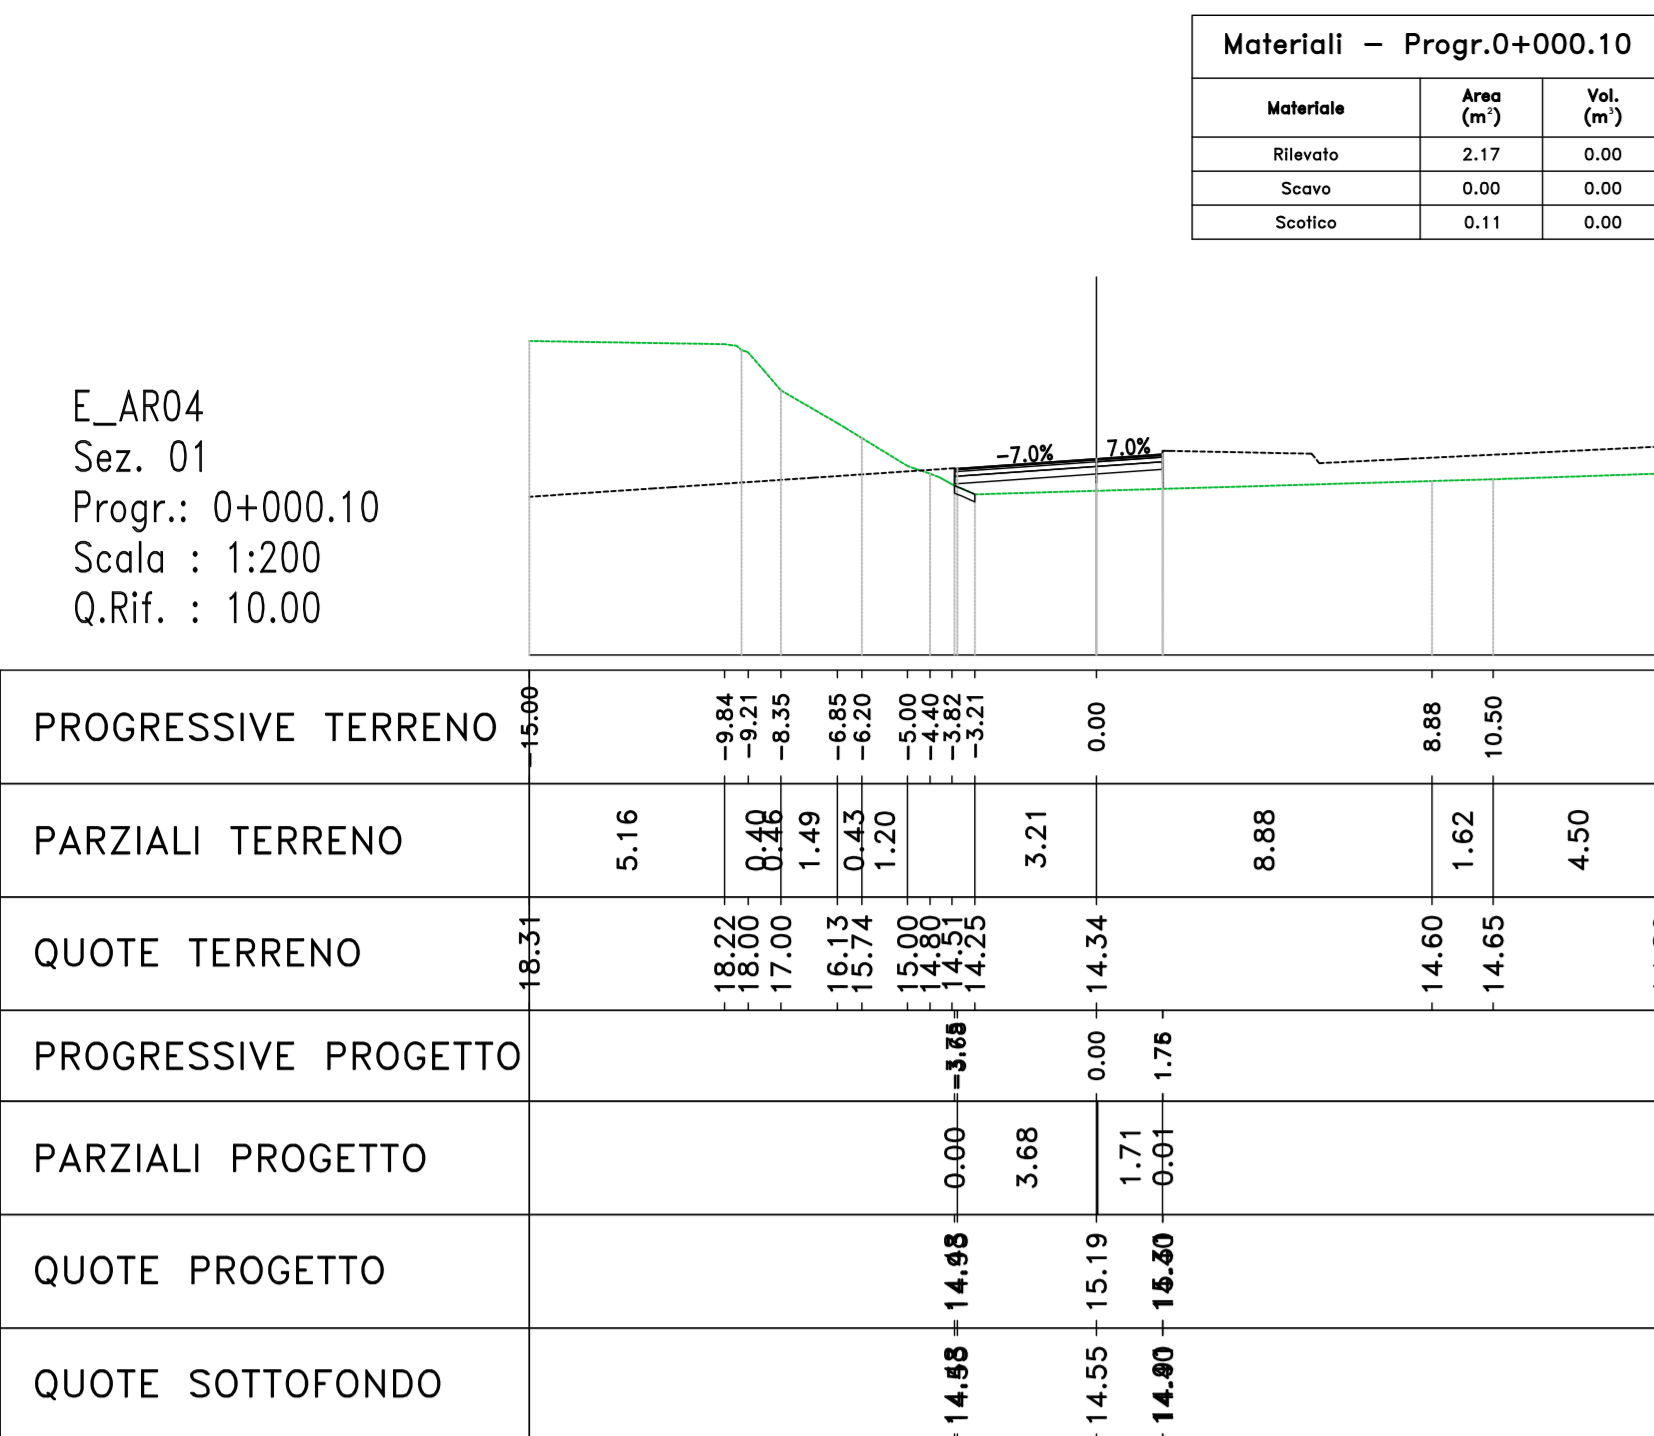 Materiali – Progr.0+000.10
Materiale Area (m²) Vol. (m³)
Rilevato 2.17 0.00
Scavo 0.00 0.00
Scotico 0.11 0.00
-7.0% 7.0%
E_AR04
Sez. 01
Progr.: 0+000.10
Scala : 1:200
Q.Rif. : 10.00
PROGRESSIVE TERRENO -15.00 -9.84 -9.21 -8.35 -6.85 -6.20 -5.00 -4.40 -3.82 -3.21 0.00 8.88 10.50
PARZIALI TERRENO 5.16 0.40 0.46 1.49 0.43 1.20 3.21 8.88 1.62 4.50
QUOTE TERRENO 18.31 18.22 18.00 17.00 16.13 15.74 15.00 14.80 14.51 14.25 14.34 14.60 14.65
PROGRESSIVE PROGETTO 0.00
PARZIALI PROGETTO 0.00 3.68 1.71 0.01
QUOTE PROGETTO 15.19
QUOTE SOTTOFONDO 14.55